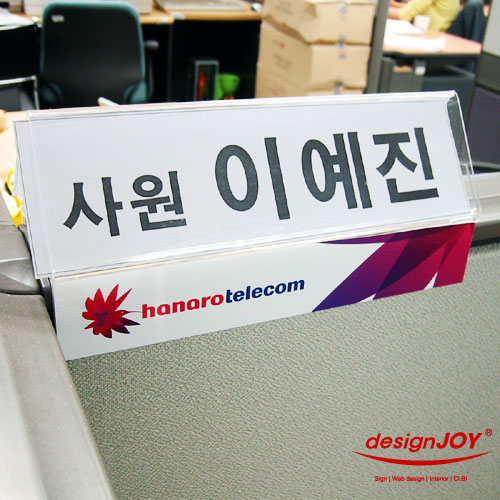 사원 이예진
hanarotelecom
designJOY®
Sign | Web design | Interior | CI.BI